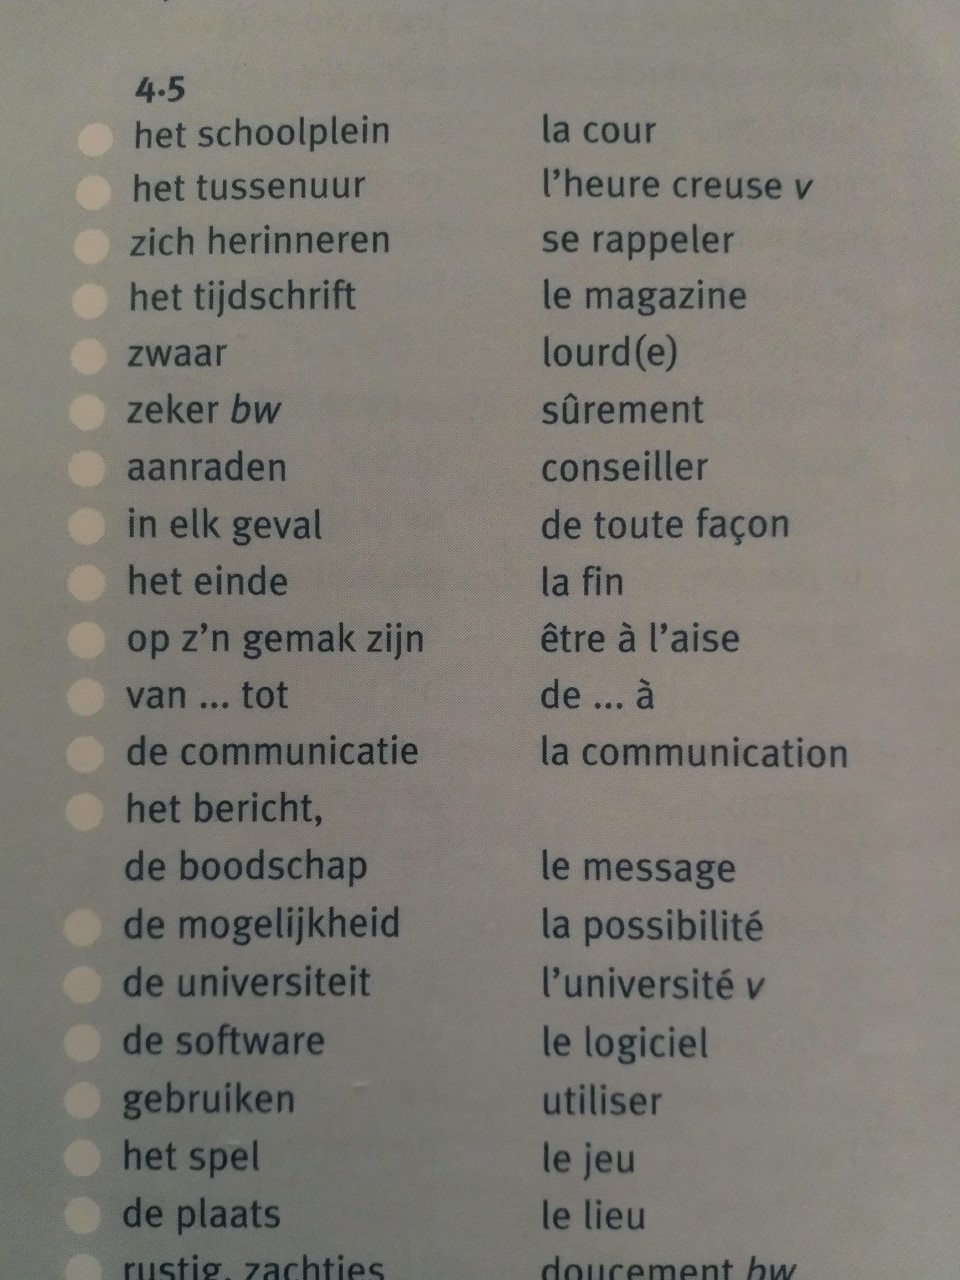 4.5
het schoolplein la cour
het tussenuur l'heure creuse v
zich herinneren se rappeler
het tijdschrift le magazine
zwaar lourd(e)
zeker bw sûrement
aanraden conseiller
in elk geval de toute façon
het einde la fin
op z'n gemak zijn être à l'aise
van ... tot de ... à
de communicatie la communication
het bericht,
de boodschap le message
de mogelijkheid la possibilité
de universiteit l'université v
de software le logiciel
gebruiken utiliser
het spel le jeu
de plaats le lieu
rustig, zachtjes doucement bw